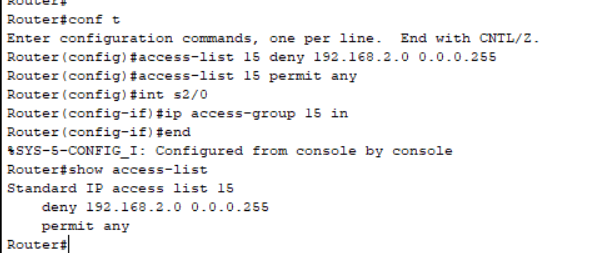 Router#
Router#conf t
Enter configuration commands, one per line.  End with CNTL/Z.
Router(config)#access-list 15 deny 192.168.2.0 0.0.0.255
Router(config)#access-list 15 permit any
Router(config)#int s2/0
Router(config-if)#ip access-group 15 in
Router(config-if)#end
%SYS-5-CONFIG_I: Configured from console by console
Router#show access-list
Standard IP access list 15
    deny 192.168.2.0 0.0.0.255
    permit any
Router#